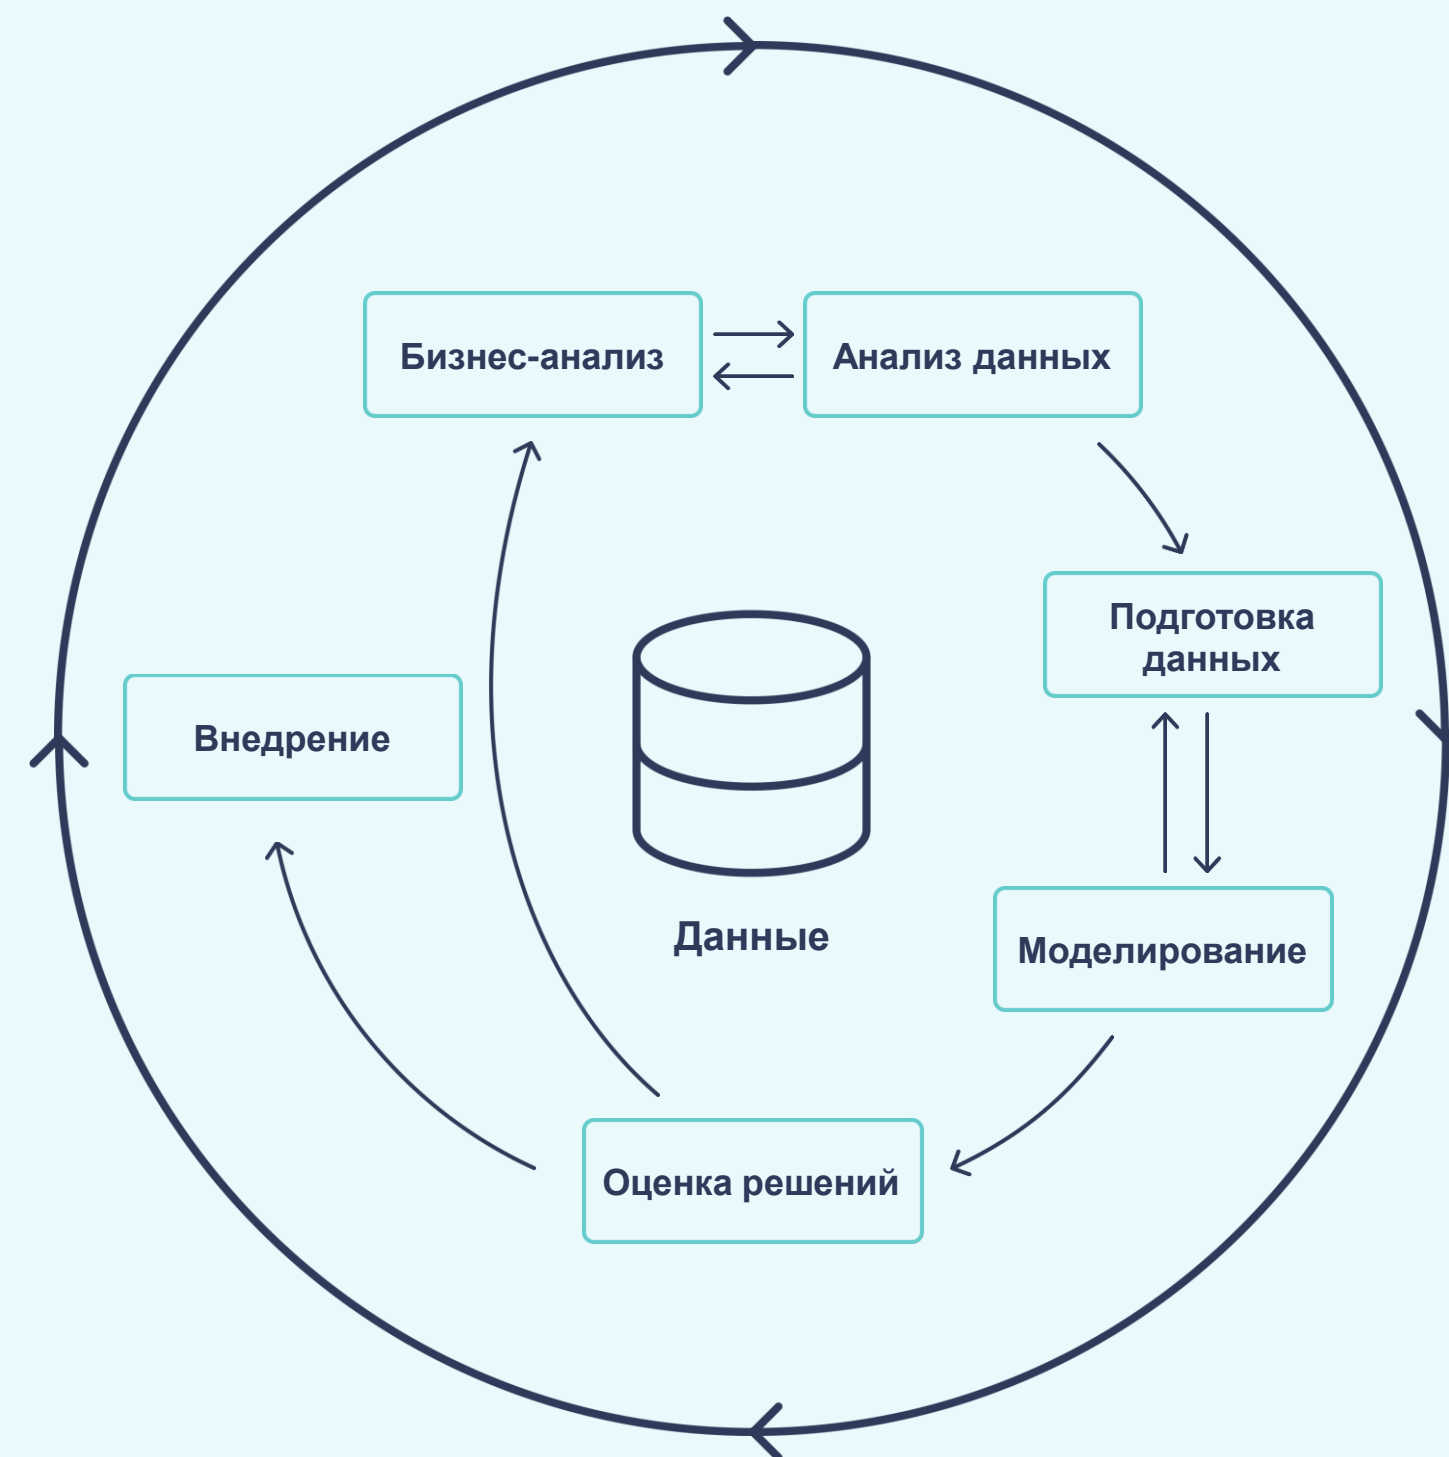 Бизнес-анализ
Анализ данных
Подготовка
данных
Внедрение
Данные
Моделирование
Оценка решений